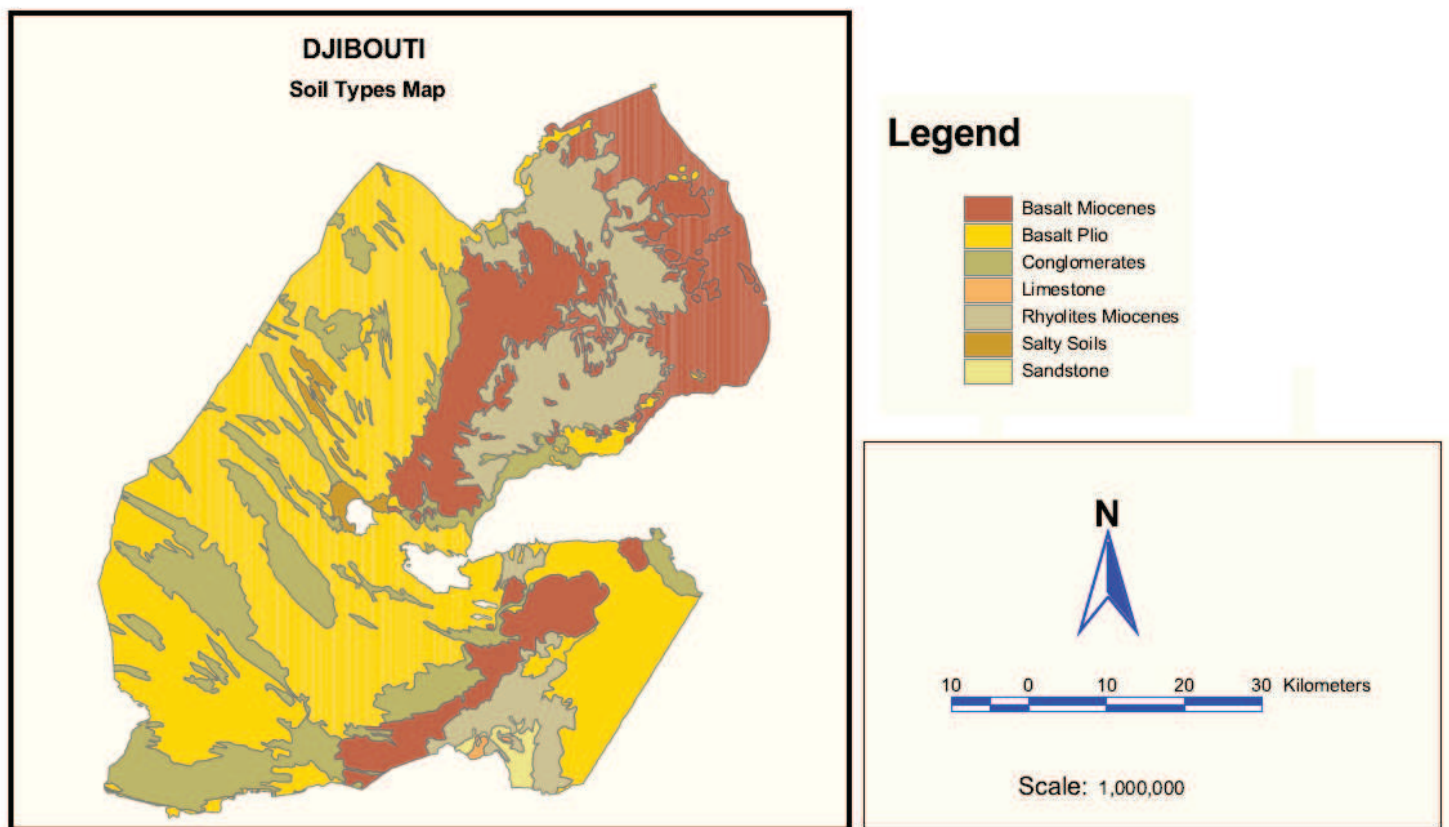 DJIBOUTI
Soil Types Map
Legend
Basalt Miocenes
Basalt Plio
Conglomerates
Limestone
Rhyolites Miocenes
Salty Soils
Sandstone
N
10 0 10 20 30 Kilometers
Scale: 1,000,000